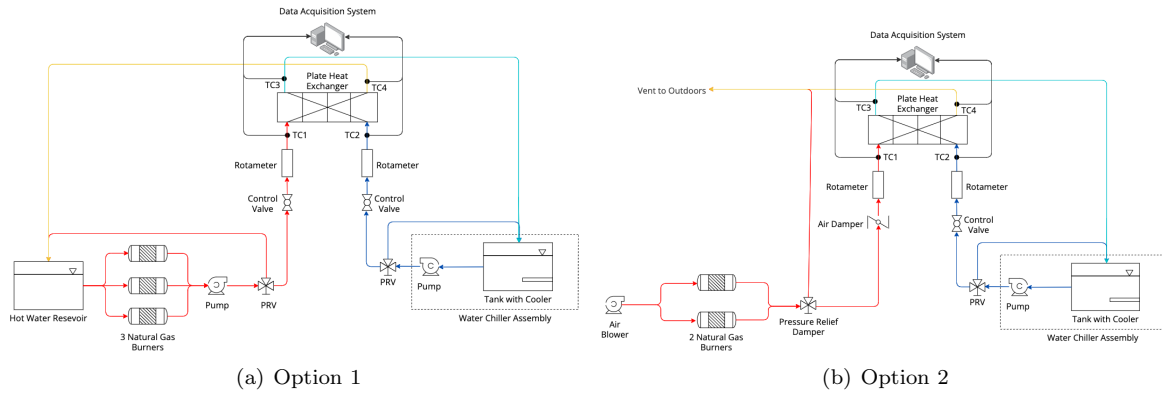 Data Acquisition System
Plate Heat
Exchanger
TC3
TC4
TC1
TC2
Rotameter
Rotameter
Control
Valve
Control
Valve
PRV
Pump
Tank with Cooler
Water Chiller Assembly
Pump
PRV
Hot Water Resevoir
3 Natural Gas
Burners
(a) Option 1
Data Acquisition System
Vent to Outdoors
TC3
Plate Heat
Exchanger
TC4
TC1
TC2
Rotameter
Rotameter
Air Damper
Control
Valve
PRV
Pump
Tank with Cooler
Water Chiller Assembly
Air
Blower
2 Natural Gas
Burners
Pressure Relief
Damper
(b) Option 2